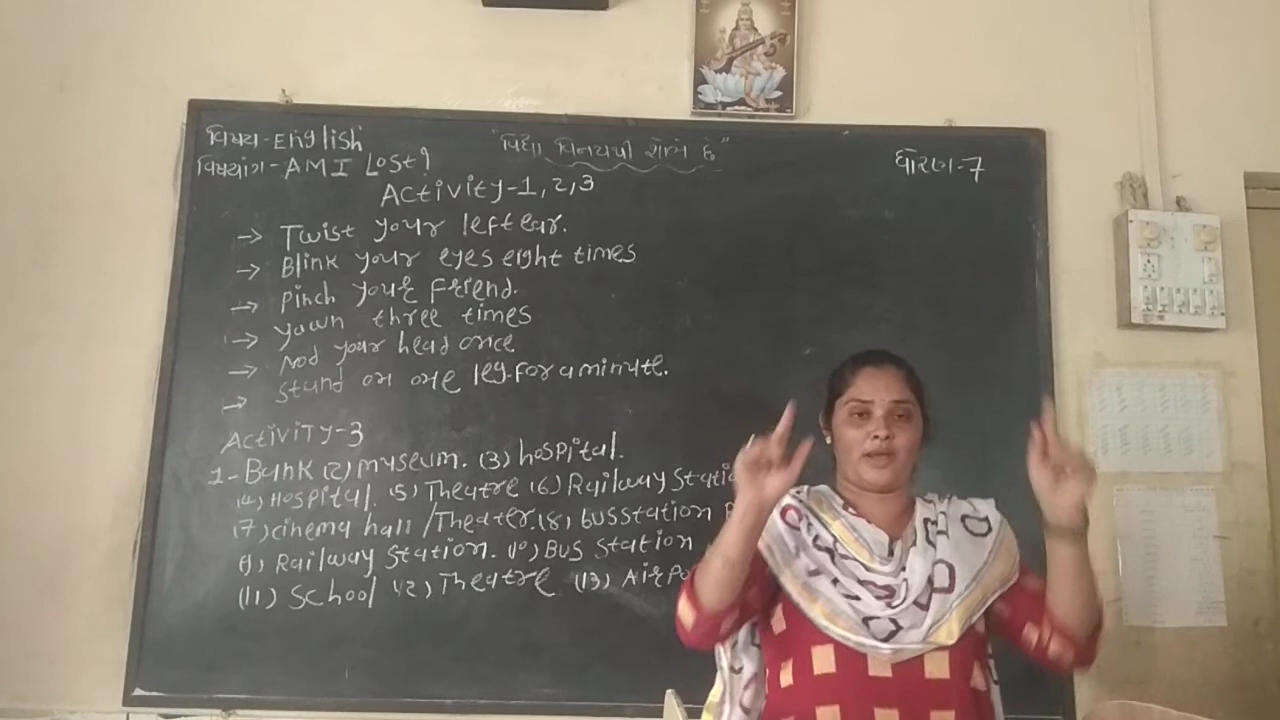 વિષય-English
"વિદ્યા વિનયથી શોભે છે"
ધોરણ-7
વિષયાંગ-AMI Lost?
Activity-1,2,3
→ Twist your left ear.
→ Blink your eyes eight times
→ Pinch your friend.
→ yawn three times
→ Nod your head once
→ Stand on one leg for a minute.
ACTIVITY-3
1-Bank (2) museum. (3) hospital.
(4) Hospital. 5) Theatre (6) Railway Statio
(7) cinema hall /Theater. (8) bus station
9) Railway Station. 10) Bus Station
(11) School 12) Theatre (13) Airpo